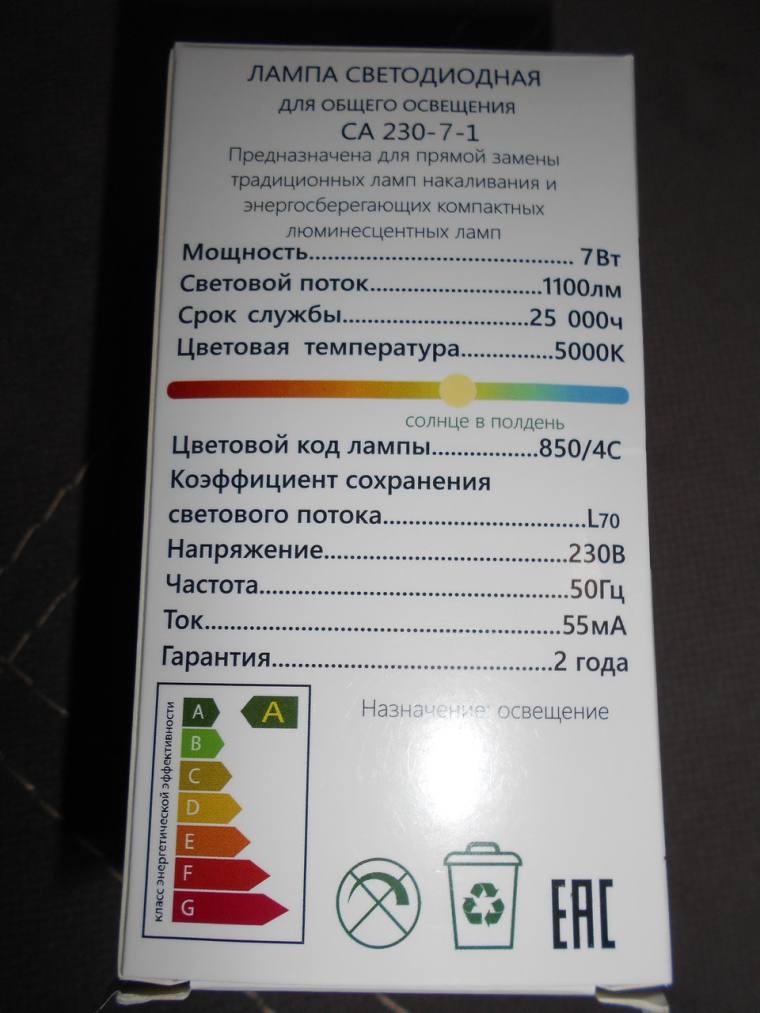 ЛАМПА СВЕТОДИОДНАЯ
ДЛЯ ОБЩЕГО ОСВЕЩЕНИЯ
СА 230-7-1
Предназначена для прямой замены
традиционных ламп накаливания и
энергосберегающих компактных
люминесцентных ламп
Мощность.............................. 7Вт
Световой поток....................1100лм
Срок службы......................25 000ч
Цветовая температура...........5000К
солнце в полдень
Цветовой код лампы.............850/4С
Коэффициент сохранения
светового потока........................L70
Напряжение............................230В
Частота....................................50Гц
Ток..........................................55мА
Гарантия.................................2 года
класс энергетической эффективности
A
A
B
C
D
E
F
G
Назначение: освещение
EAC